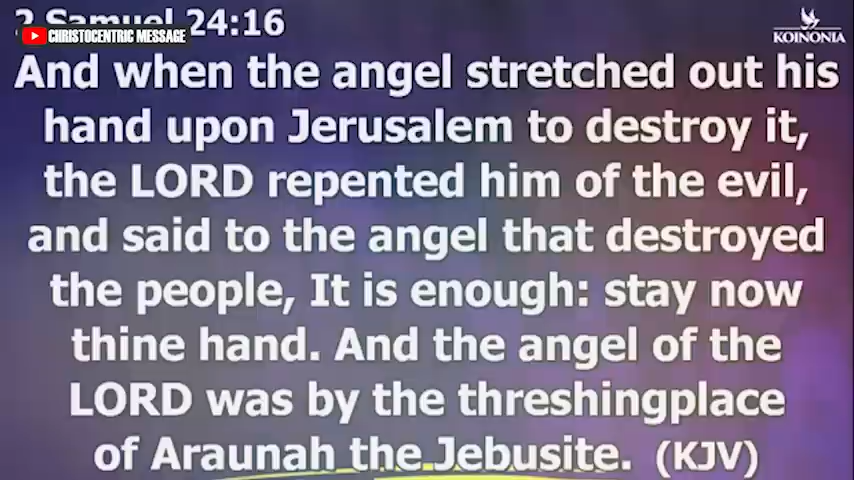 2 Samuel 24:16
CHRISTOCENTRIC MESSAGE
KOINONIA
And when the angel stretched out his
hand upon Jerusalem to destroy it,
the LORD repented him of the evil,
and said to the angel that destroyed
the people, It is enough: stay now
thine hand. And the angel of the
LORD was by the threshingplace
of Araunah the Jebusite. (KJV)